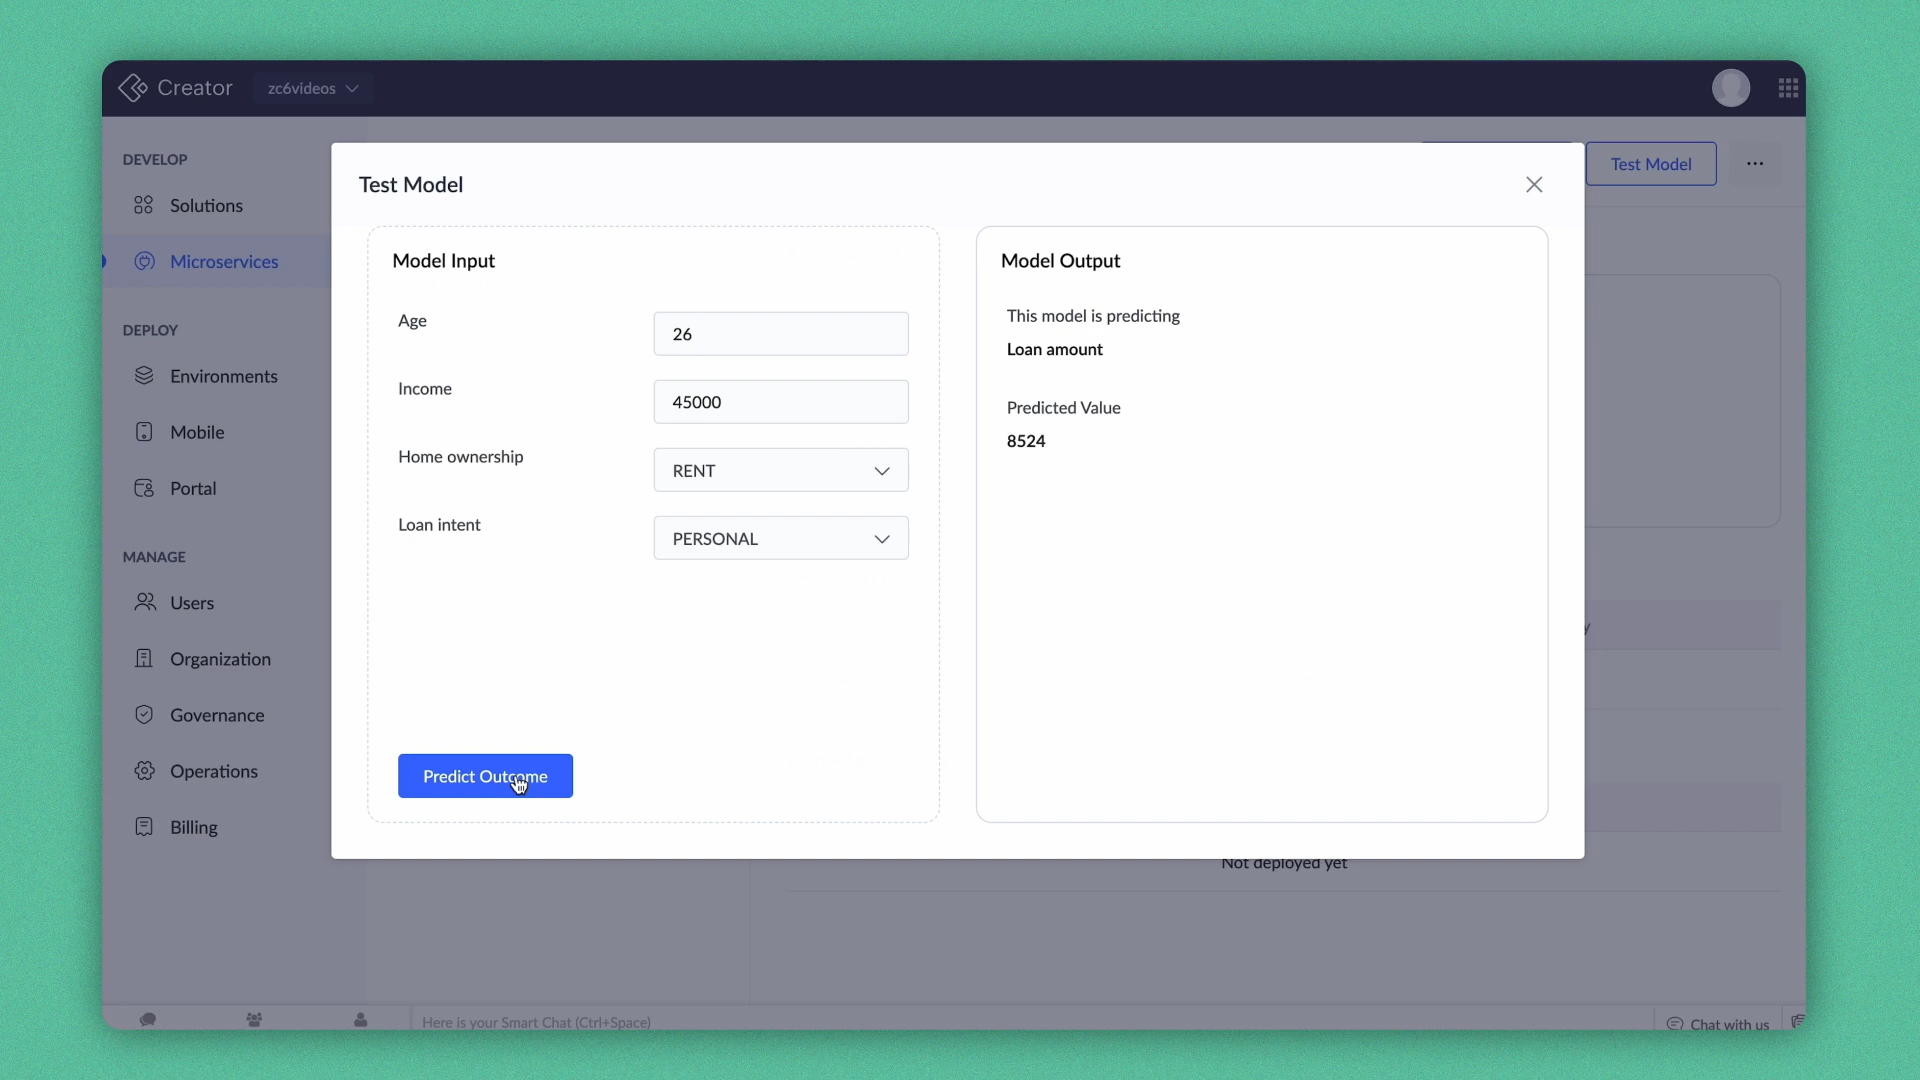 Creator
zc6videos
DEVELOP
Solutions
Microservices
DEPLOY
Environments
Mobile
Portal
MANAGE
Users
Organization
Governance
Operations
Billing
Test Model
...
Test Model
Model Input
Age
26
Income
45000
Home ownership
RENT
Loan intent
PERSONAL
Predict Outcome
Model Output
This model is predicting
Loan amount
Predicted Value
8524
y
Not deployed yet
Here is your Smart Chat (Ctrl+Space)
Chat with us